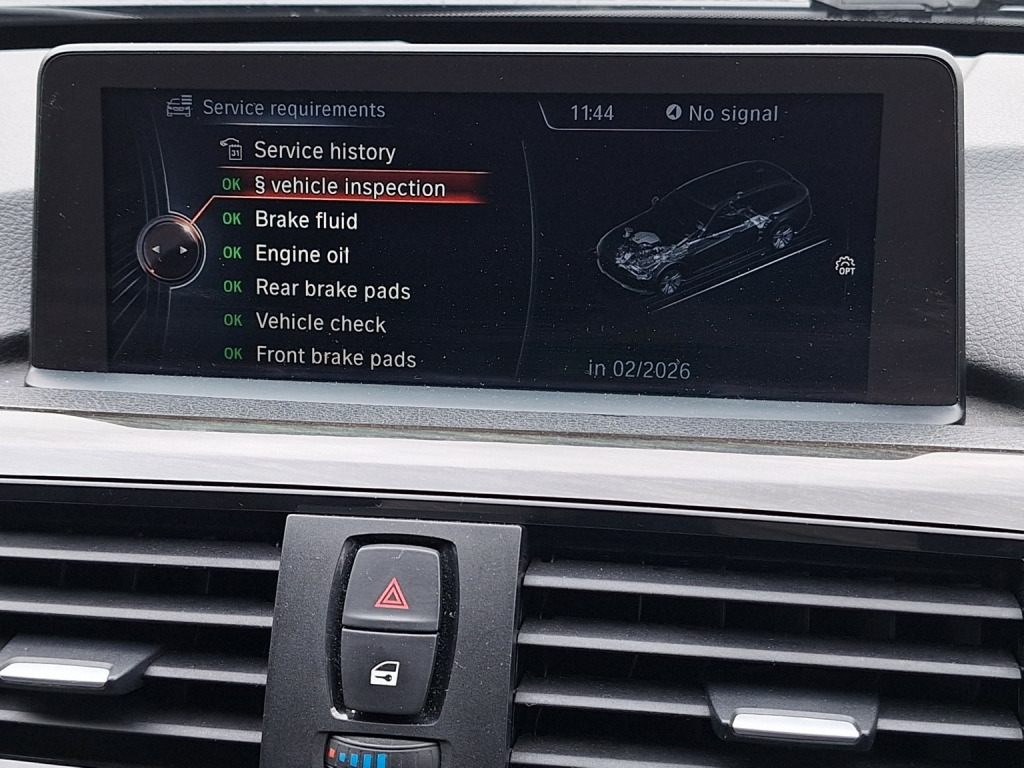 Service requirements
11:44
No signal
31
Service history
OK § vehicle inspection
OK Brake fluid
OK Engine oil
OK Rear brake pads
OK Vehicle check
OK Front brake pads
OPT
in 02/2026